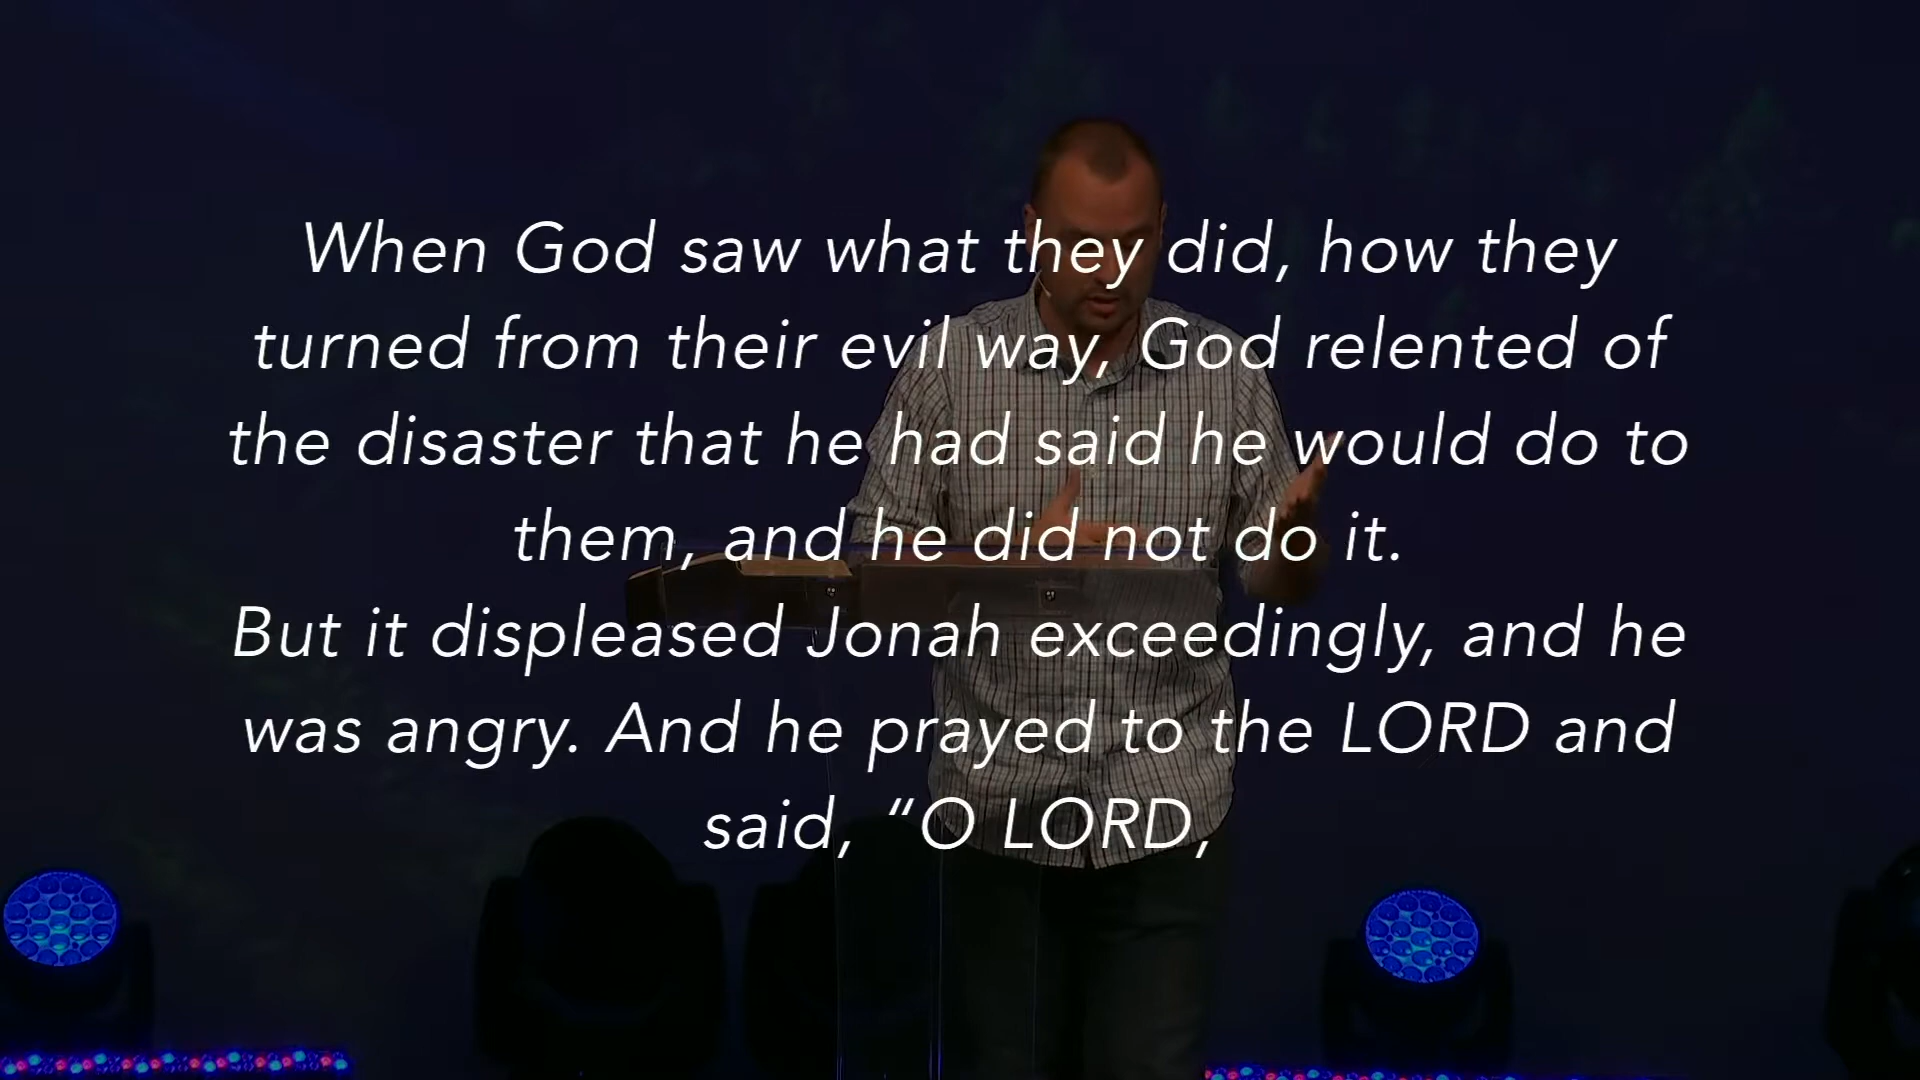 When God saw what they did, how they
turned from their evil way, God relented of
the disaster that he had said he would do to
them, and he did not do it.
But it displeased Jonah exceedingly, and he
was angry. And he prayed to the LORD and
said, “O LORD,